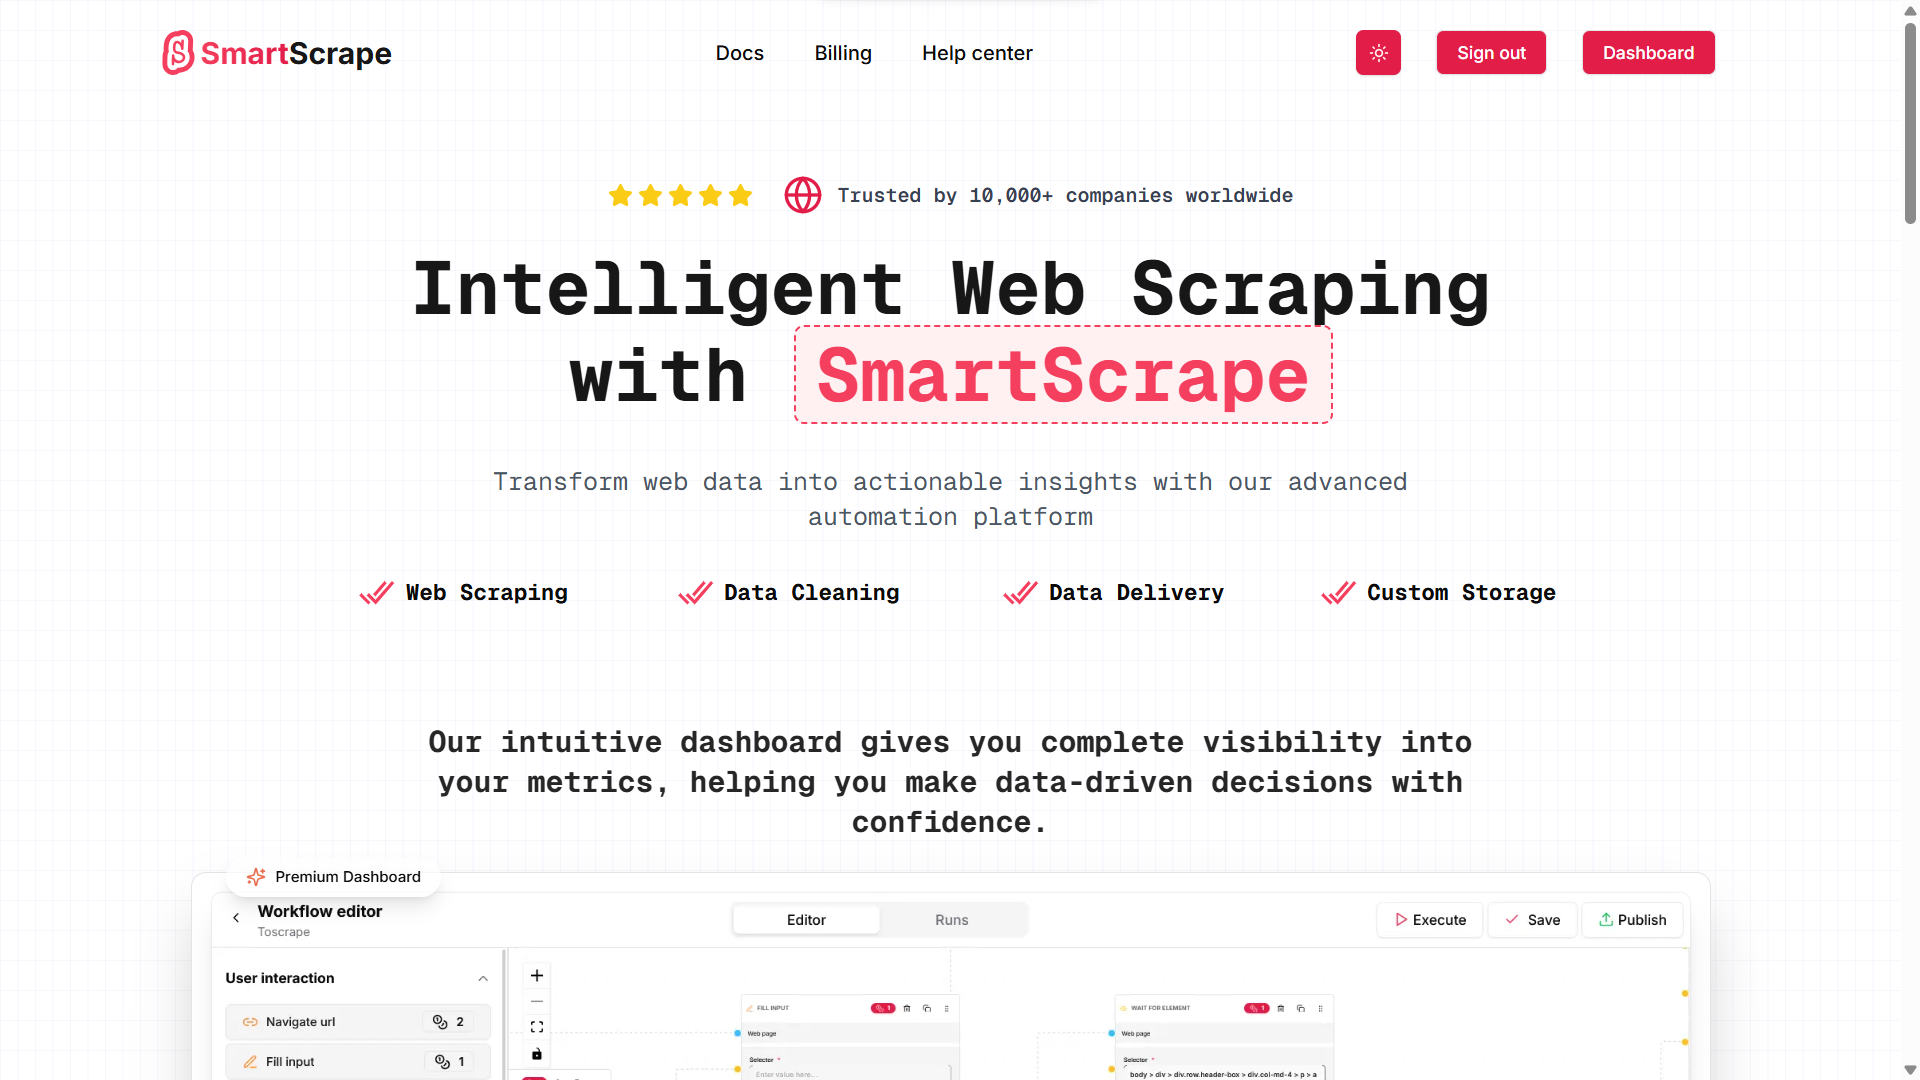 SmartScrape
Docs
Billing
Help center
Sign out
Dashboard
Trusted by 10,000+ companies worldwide
Intelligent Web Scraping
with SmartScrape
Transform web data into actionable insights with our advanced
automation platform
Web Scraping
Data Cleaning
Data Delivery
Custom Storage
Our intuitive dashboard gives you complete visibility into
your metrics, helping you make data-driven decisions with
confidence.
Premium Dashboard
Workflow editor
Toscrape
Editor
Runs
Execute
Save
Publish
User interaction
Navigate url
2
Fill input
1
FILL INPUT
1
Web page
Selector *
Enter value here...
WAIT FOR ELEMENT
1
Web page
Selector *
body > div > div.row.header-box > div.col-md-4 > p > a